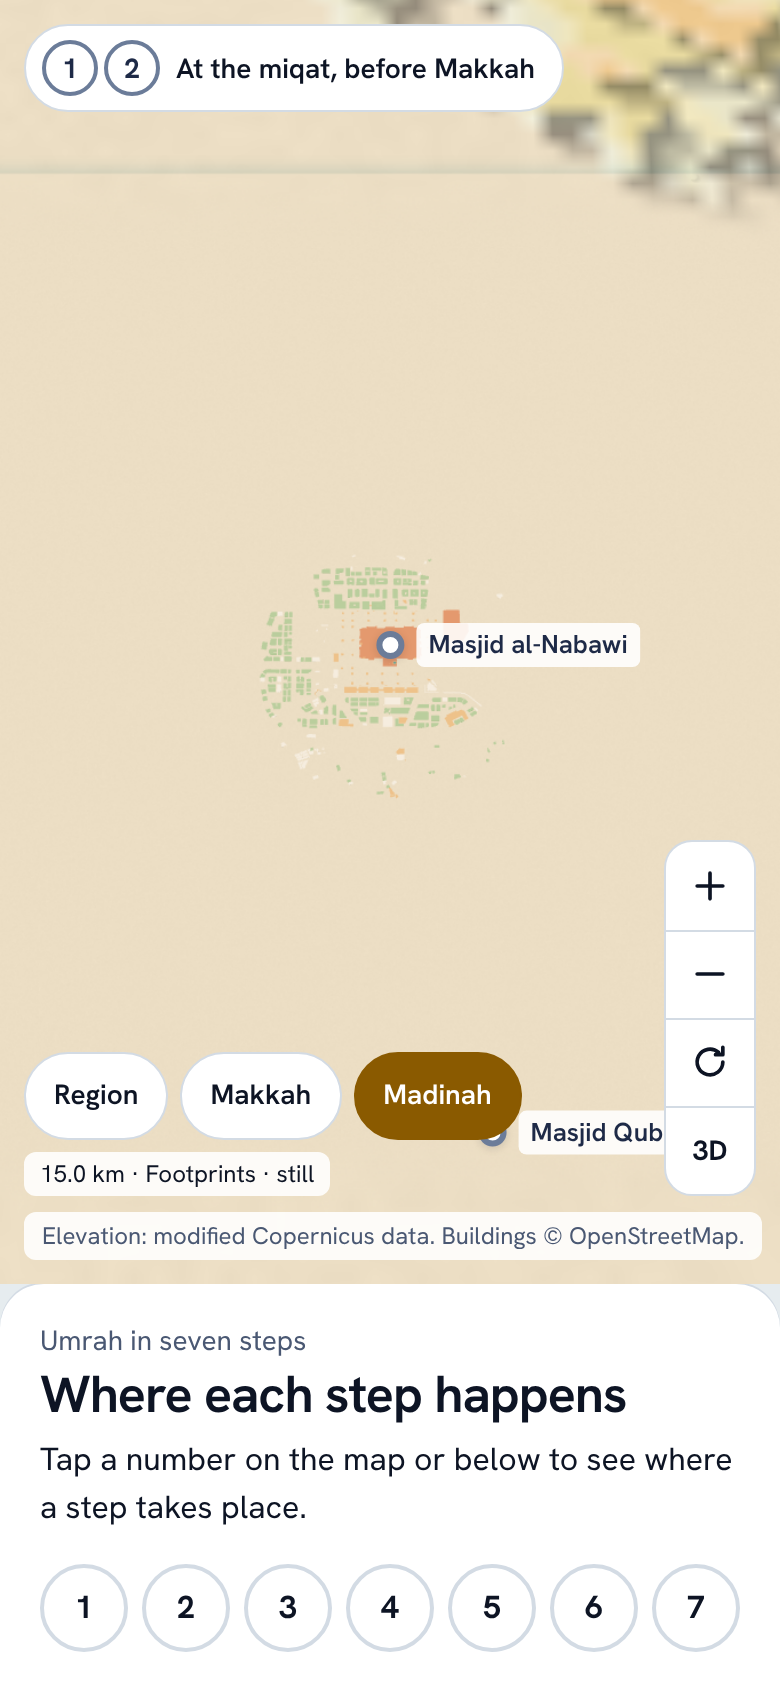 1 2 At the miqat, before Makkah
Masjid al-Nabawi
Region Makkah Madinah
Masjid Qub
3D
15.0 km · Footprints · still
Elevation: modified Copernicus data. Buildings © OpenStreetMap.
Umrah in seven steps
Where each step happens
Tap a number on the map or below to see where
a step takes place.
1 2 3 4 5 6 7